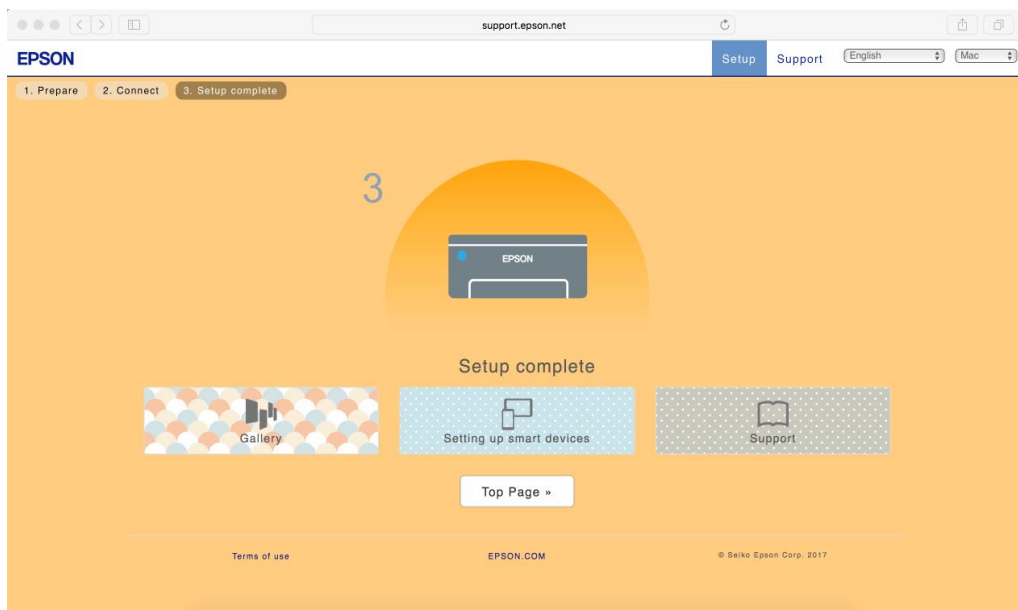 support.epson.net
EPSON
Setup
Support
English
Mac
1. Prepare
2. Connect
3. Setup complete
3
EPSON
Setup complete
Gallery
Setting up smart devices
Support
Top Page »
Terms of use
EPSON.COM
© Seiko Epson Corp. 2017